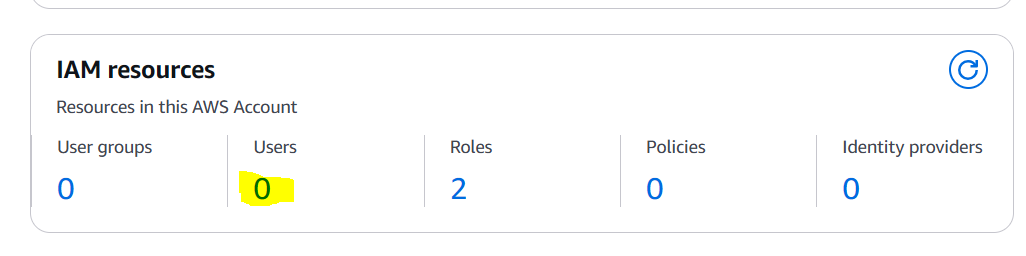 IAM resources
Resources in this AWS Account
User groups Users Roles Policies Identity providers
0 0 2 0 0